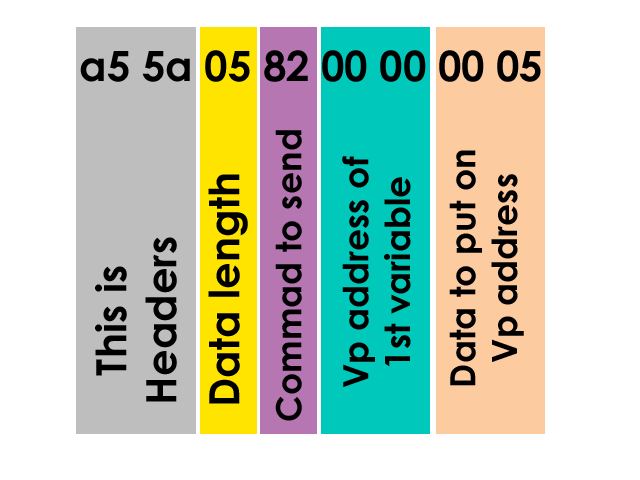 a5 5a 05 82 00 00 00 05
This is
Headers
Data length
Commad to send
Vp address of
1st variable
Data to put on
Vp address